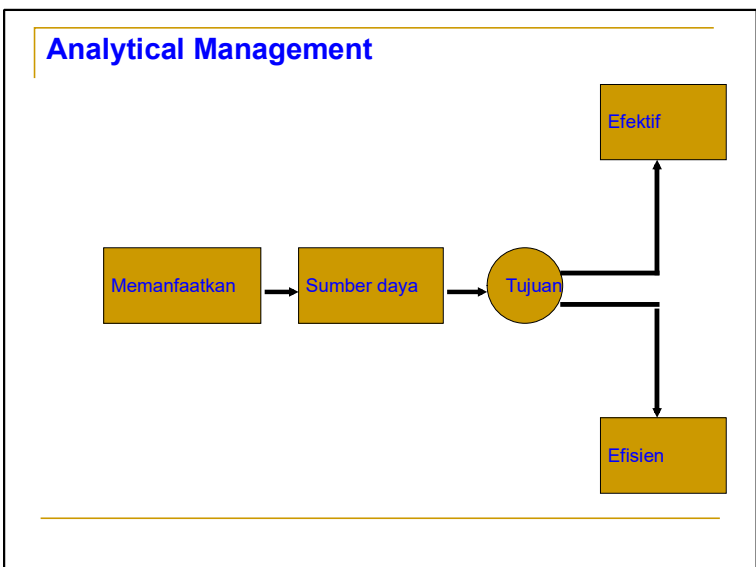 Analytical Management
Efektif
Memanfaatkan
Sumber daya
Tujuan
Efisien